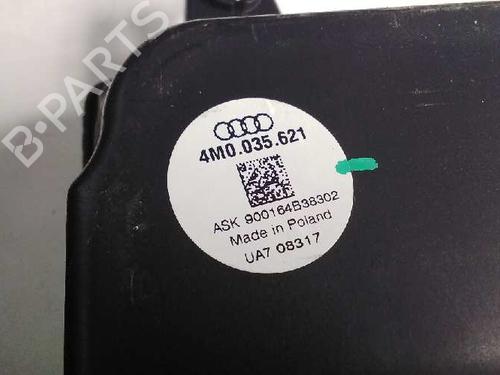 B-PARTS
4M0.035.621
ASK 900164B38302
Made in Poland
UA7 08317